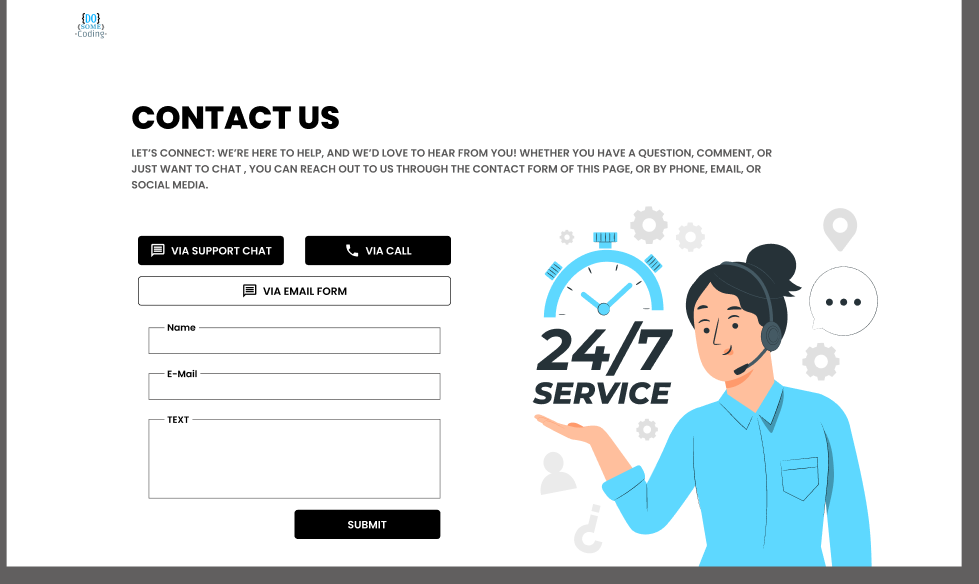 {DO}
{SOME}
-Coding-
CONTACT US
LET'S CONNECT: WE'RE HERE TO HELP, AND WE'D LOVE TO HEAR FROM YOU! WHETHER YOU HAVE A QUESTION, COMMENT, OR
JUST WANT TO CHAT , YOU CAN REACH OUT TO US THROUGH THE CONTACT FORM OF THIS PAGE, OR BY PHONE, EMAIL, OR
SOCIAL MEDIA.
VIA SUPPORT CHAT
VIA CALL
VIA EMAIL FORM
Name
E-Mail
TEXT
SUBMIT
24/7
SERVICE